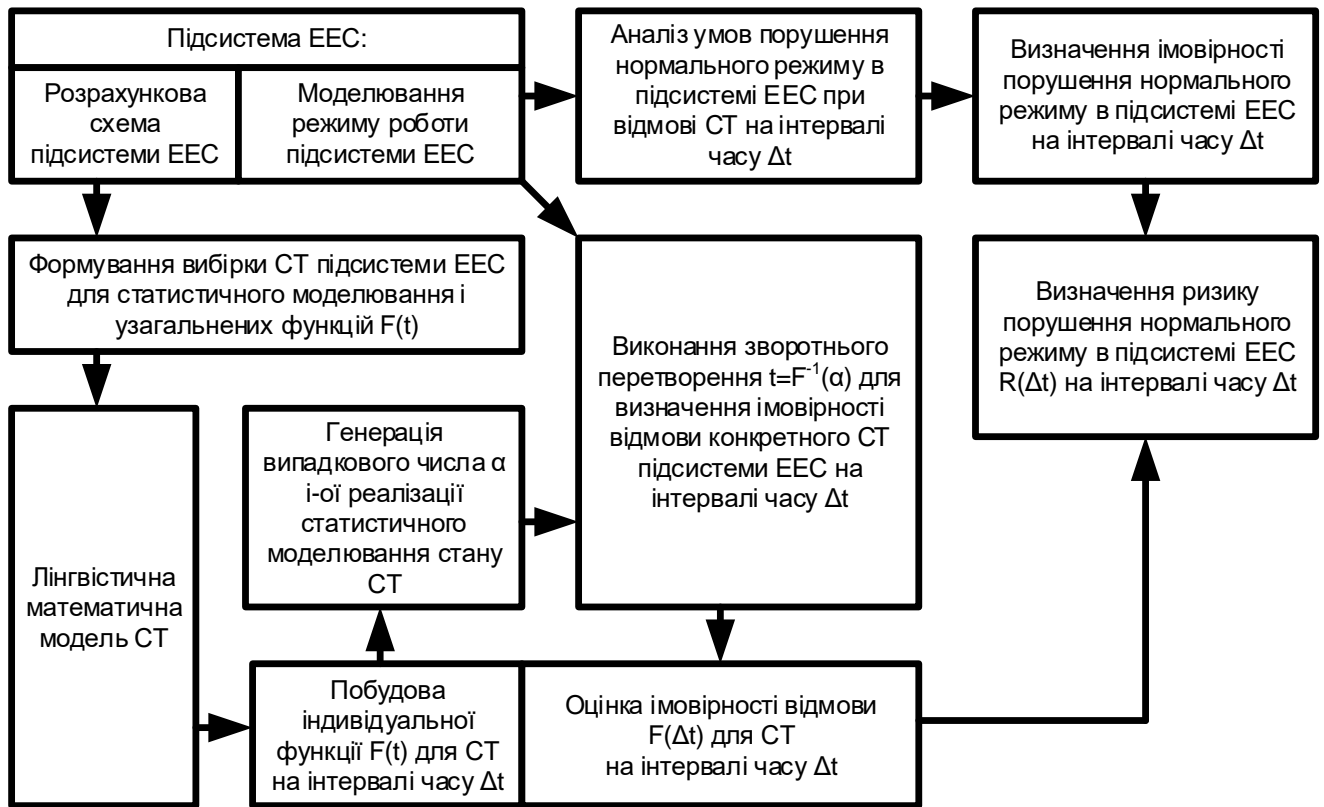 Підсистема ЕЕС:
Розрахункова
схема
підсистеми ЕЕС
Моделювання
режиму роботи
підсистеми ЕЕС
Аналіз умов порушення
нормального режиму в
підсистемі ЕЕС при
відмові СТ на інтервалі
часу Δt
Визначення імовірності
порушення нормального
режиму в підсистемі ЕЕС
на інтервалі часу Δt
Формування вибірки СТ підсистеми ЕЕС
для статистичного моделювання і
узагальнених функцій F(t)
Виконання зворотнього
перетворення t=F⁻¹(α) для
визначення імовірності
відмови конкретного СТ
підсистеми ЕЕС на
інтервалі часу Δt
Визначення ризику
порушення нормального
режиму в підсистемі ЕЕС
R(Δt) на інтервалі часу Δt
Лінгвістична
математична
модель СТ
Генерація
випадкового числа α
і-ої реалізації
статистичного
моделювання стану
СТ
Побудова
індивідуальної
функції F(t) для СТ
на інтервалі часу Δt
Оцінка імовірності відмови
F(Δt) для СТ
на інтервалі часу Δt